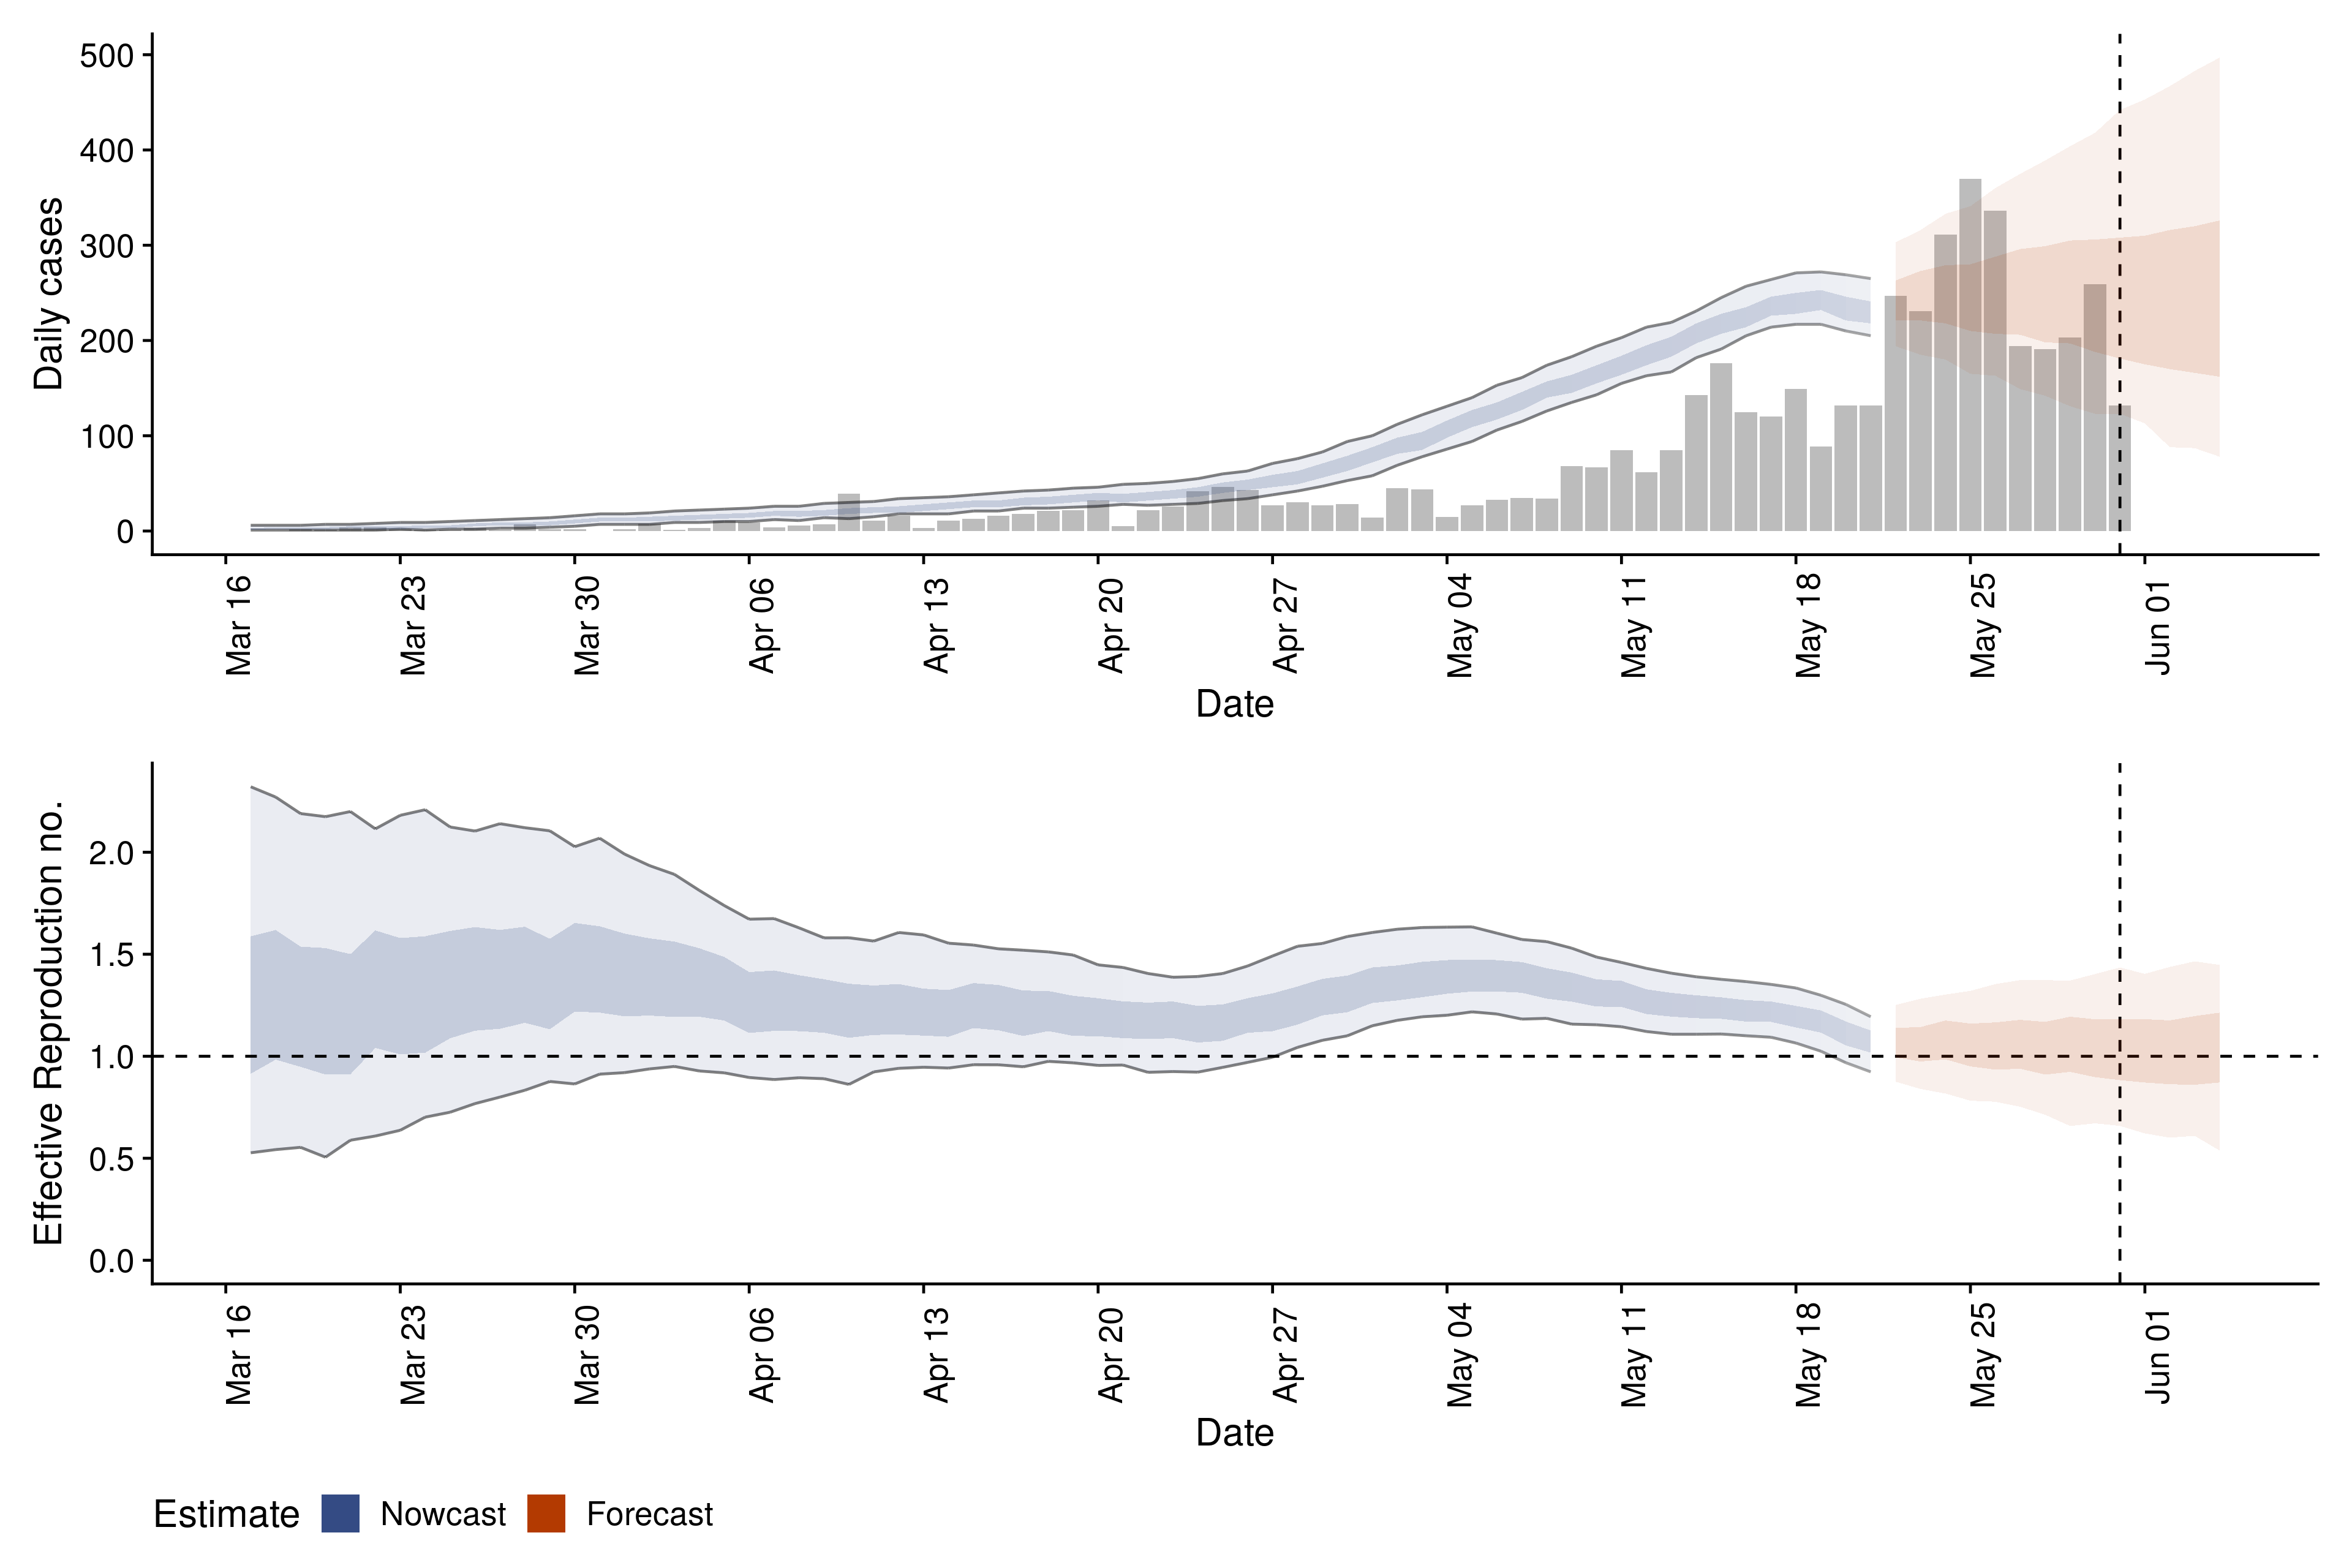 500
400
300
200
100
0
Daily cases
Mar 16
Mar 23
Mar 30
Apr 06
Apr 13
Apr 20
Apr 27
May 04
May 11
May 18
May 25
Jun 01
Date
2.0
1.5
1.0
0.5
0.0
Effective Reproduction no.
Mar 16
Mar 23
Mar 30
Apr 06
Apr 13
Apr 20
Apr 27
May 04
May 11
May 18
May 25
Jun 01
Date
Estimate Nowcast Forecast